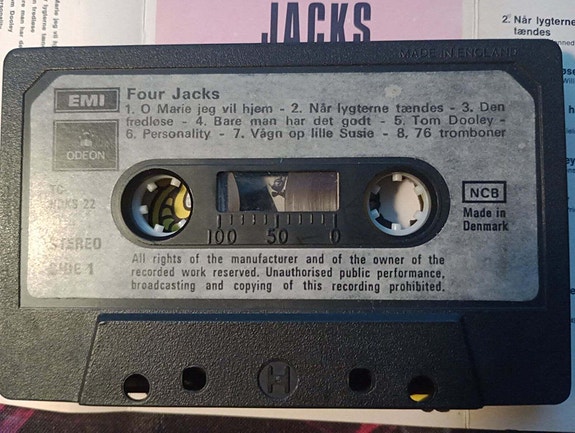 JACKS
2. Når lygterne
tændes
MADE IN ENGLAND
EMI
Four Jacks
1. O Marie jeg vil hjem - 2. Når lygterne tændes - 3. Den
fredløse - 4. Bare man har det godt - 5. Tom Dooley -
6. Personality - 7. Vågn op lille Susie - 8. 76 tromboner
ODEON
TC
22
STEREO
SIDE 1
100 50 0
NCB
Made in
Denmark
All rights of the manufacturer and of the owner of the
recorded work reserved. Unauthorised public performance,
broadcasting and copying of this recording prohibited.
H